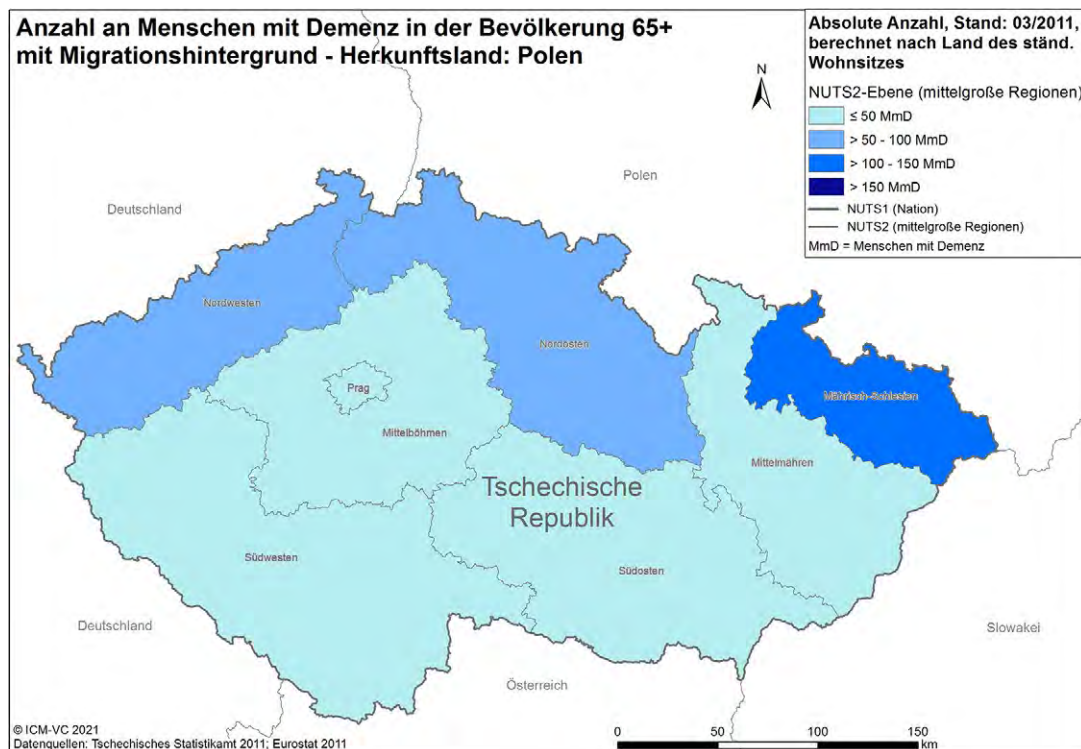 Anzahl an Menschen mit Demenz in der Bevölkerung 65+
mit Migrationshintergrund - Herkunftsland: Polen
Absolute Anzahl, Stand: 03/2011,
berechnet nach Land des ständ.
Wohnsitzes
NUTS2-Ebene (mittelgroße Regionen)
≤ 50 MmD
> 50 - 100 MmD
> 100 - 150 MmD
> 150 MmD
NUTS1 (Nation)
NUTS2 (mittelgroße Regionen)
MmD = Menschen mit Demenz
N
Polen
Deutschland
Nordwesten
Nordosten
Prag
Mährisch-Schlesien
Mittelböhmen
Mittelmähren
Tschechische
Republik
Südwesten
Südosten
Deutschland
Slowakei
Österreich
© ICM-VC 2021
Datenquellen: Tschechisches Statistikamt 2011; Eurostat 2011
0 50 100 150
km